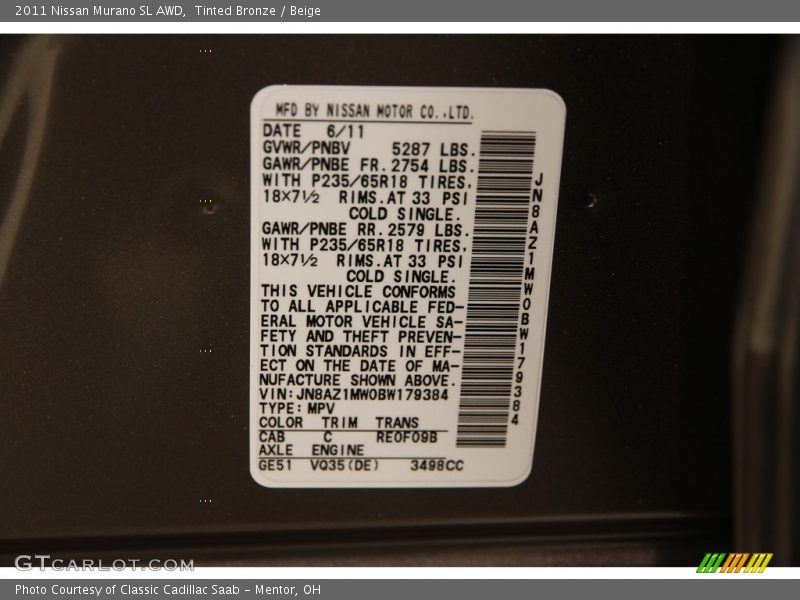 2011 Nissan Murano SL AWD,  Tinted Bronze / Beige
MFD BY NISSAN MOTOR CO.,LTD.
DATE 6/11
GVWR/PNBV 5287 LBS.
GAWR/PNBE FR. 2754 LBS.
WITH P235/65R18 TIRES,
18×7½ RIMS. AT 33 PSI
COLD SINGLE.
GAWR/PNBE RR. 2579 LBS.
WITH P235/65R18 TIRES,
18×7½ RIMS. AT 33 PSI
COLD SINGLE.
THIS VEHICLE CONFORMS
TO ALL APPLICABLE FED-
ERAL MOTOR VEHICLE SA-
FETY AND THEFT PREVEN-
TION STANDARDS IN EFF-
ECT ON THE DATE OF MA-
NUFACTURE SHOWN ABOVE.
VIN: JN8AZ1MW0BW179384
TYPE: MPV
COLOR TRIM TRANS
CAB C RE0F09B
AXLE ENGINE
GE51 VQ35(DE) 3498CC
JN8AZ1MW0BW179384
GTCARLOT.COM
Photo Courtesy of Classic Cadillac Saab - Mentor, OH